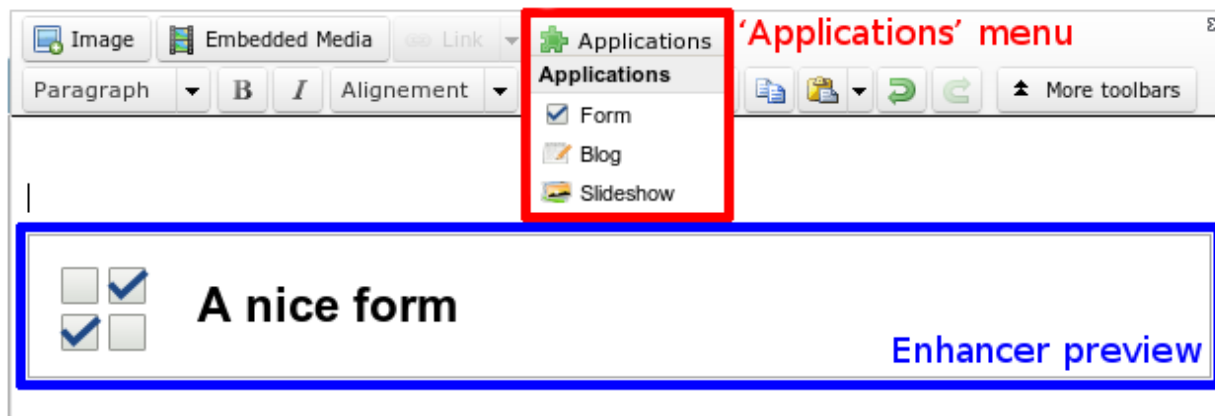 Image Embedded Media Link Applications 'Applications' menu
Paragraph B I Alignement Applications More toolbars
Form
Blog
Slideshow
A nice form
Enhancer preview